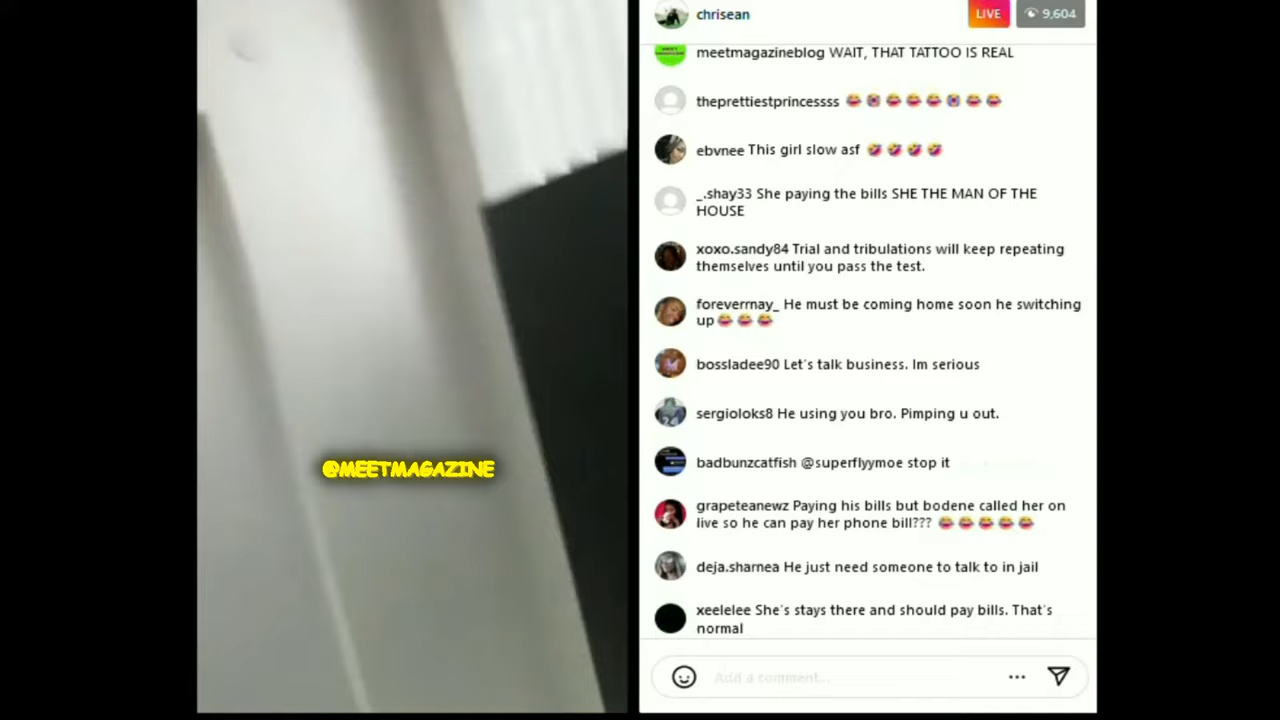 chrisean
LIVE
9,604
meetmagazineblog WAIT, THAT TATTOO IS REAL
theprettiestprincessss 😂 😭 😂 😂 😂 😭 😂 😂
ebvnee This girl slow asf 🤣 🤣 🤣 🤣
_.shay33 She paying the bills SHE THE MAN OF THE
HOUSE
xoxo.sandy84 Trial and tribulations will keep repeating
themselves until you pass the test.
foreverrnay_ He must be coming home soon he switching
up😂 😂 😂
bossladee90 Let's talk business. Im serious
sergioloks8 He using you bro. Pimping u out.
badbunzcatfish @superflyymoe stop it
grapeteanewz Paying his bills but bodene called her on
live so he can pay her phone bill??? 😂 😂 😂 😂 😂
deja.sharnea He just need someone to talk to in jail
xeelelee She's stays there and should pay bills. That's
normal
Add a comment...
@MEETMAGAZINE